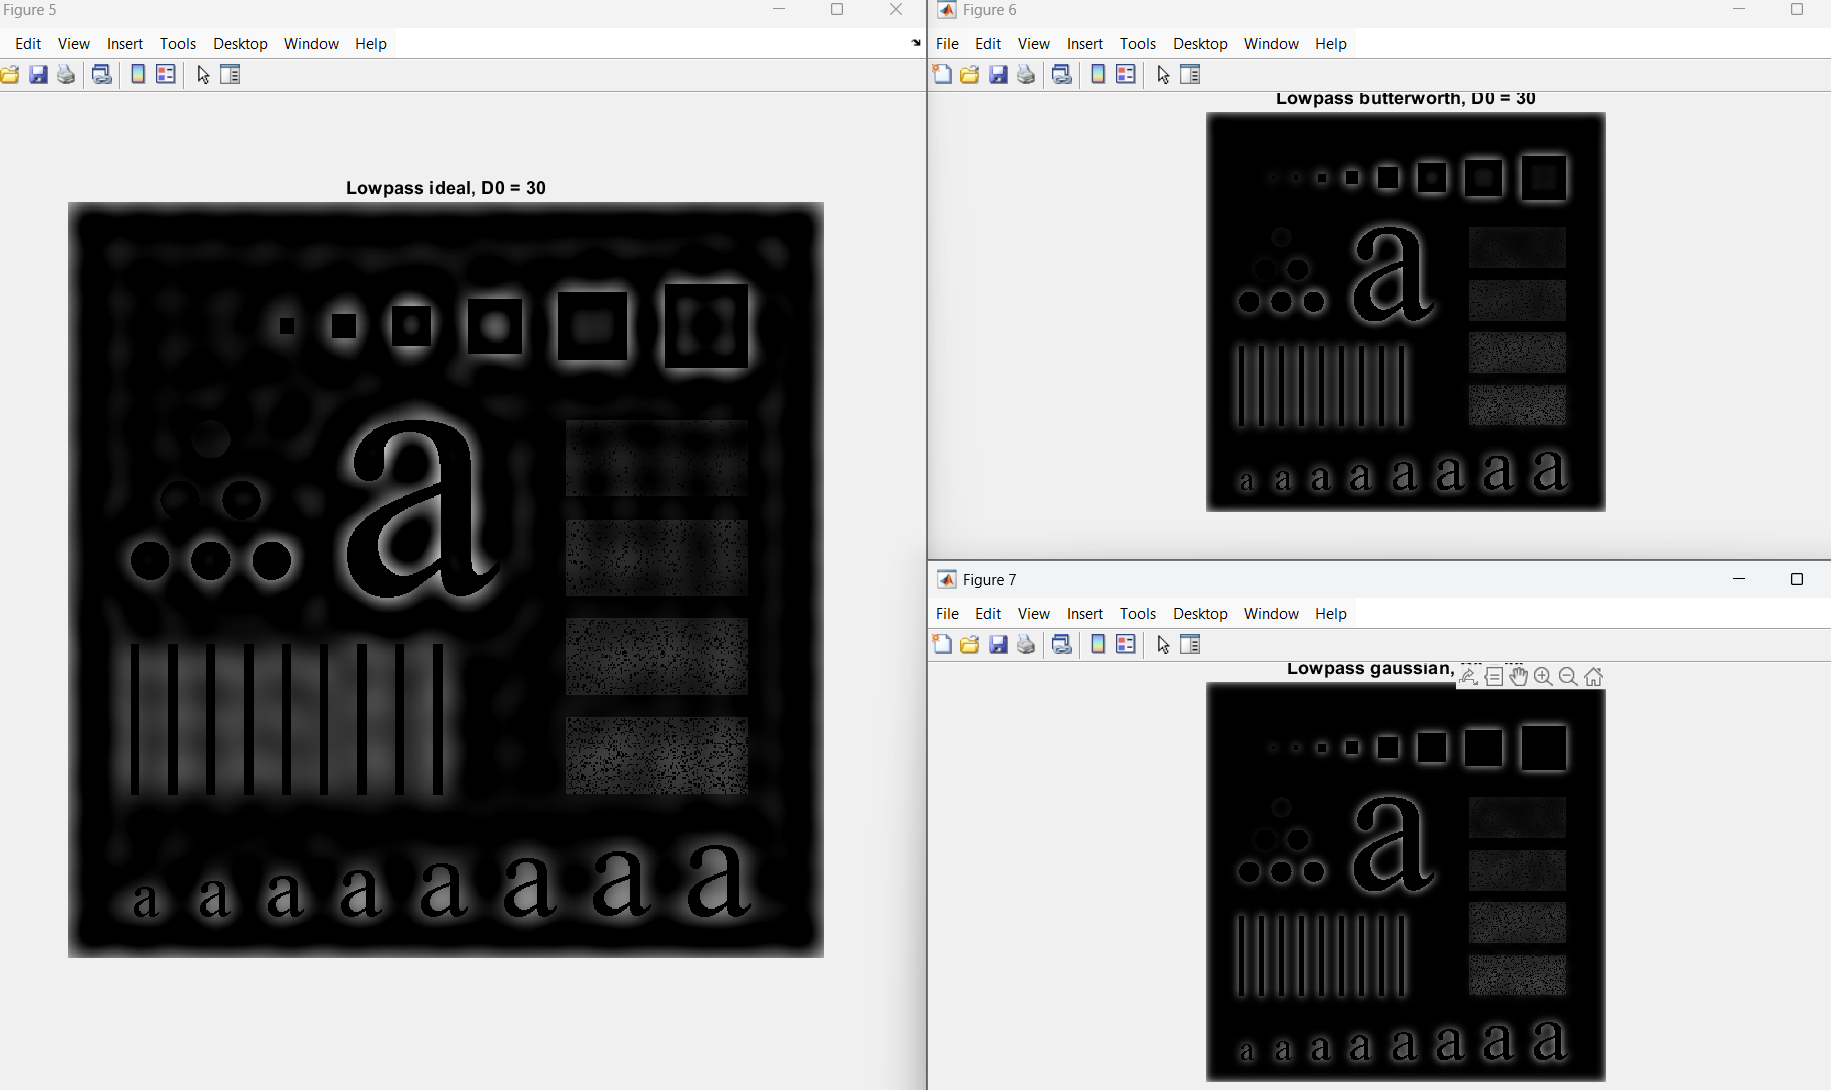 Figure 5
Edit View Insert Tools Desktop Window Help
Lowpass ideal, D0 = 30
a
a a a a a a a a
Figure 6
File Edit View Insert Tools Desktop Window Help
Lowpass butterworth, D0 = 30
a
a a a a a a a a
Figure 7
File Edit View Insert Tools Desktop Window Help
Lowpass gaussian,
a
a a a a a a a a